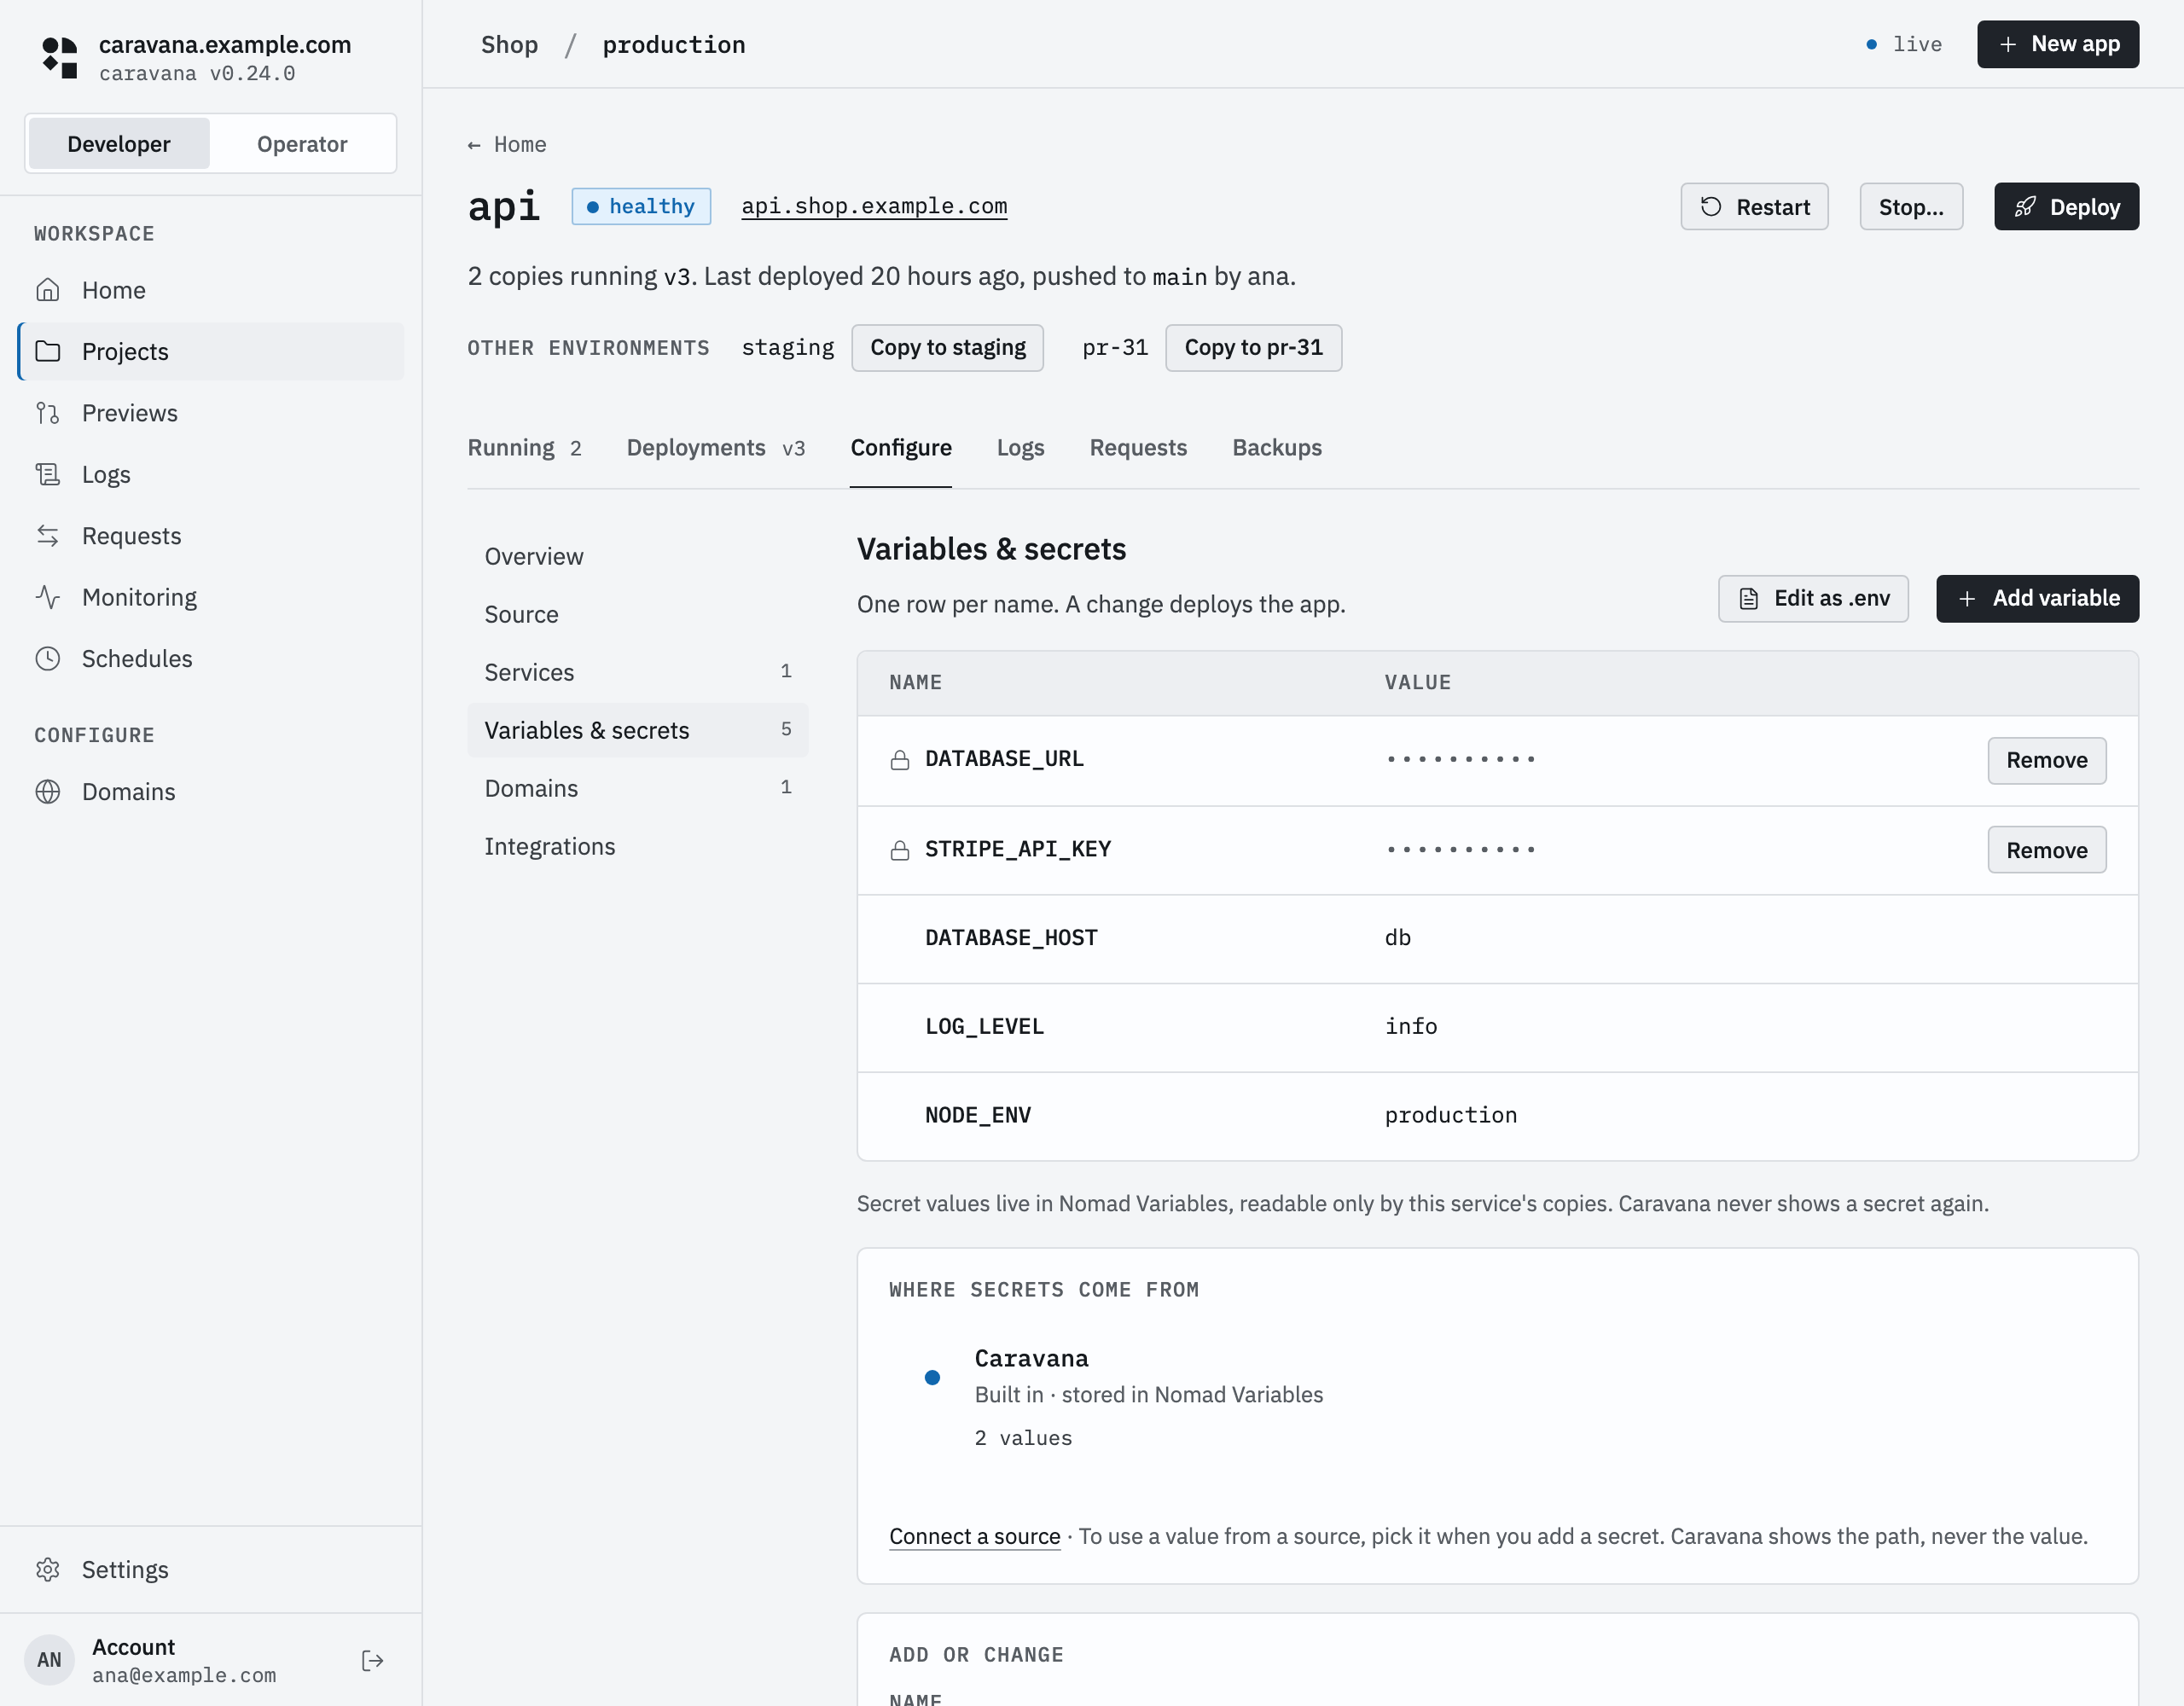 caravana.example.com
caravana v0.24.0
Developer
Operator
WORKSPACE
Home
Projects
Previews
Logs
Requests
Monitoring
Schedules
CONFIGURE
Domains
Settings
AN
Account
ana@example.com
Shop / production
live
+ New app
← Home
api
healthy
api.shop.example.com
Restart
Stop...
Deploy
2 copies running v3. Last deployed 20 hours ago, pushed to main by ana.
OTHER ENVIRONMENTS staging Copy to staging pr-31 Copy to pr-31
Running 2 Deployments v3 Configure Logs Requests Backups
Overview
Source
Services 1
Variables & secrets 5
Domains 1
Integrations
Variables & secrets
One row per name. A change deploys the app.
Edit as .env
+ Add variable
NAME VALUE
DATABASE_URL •••••••••• Remove
STRIPE_API_KEY •••••••••• Remove
DATABASE_HOST db
LOG_LEVEL info
NODE_ENV production
Secret values live in Nomad Variables, readable only by this service's copies. Caravana never shows a secret again.
WHERE SECRETS COME FROM
Caravana
Built in · stored in Nomad Variables
2 values
Connect a source · To use a value from a source, pick it when you add a secret. Caravana shows the path, never the value.
ADD OR CHANGE
NAME